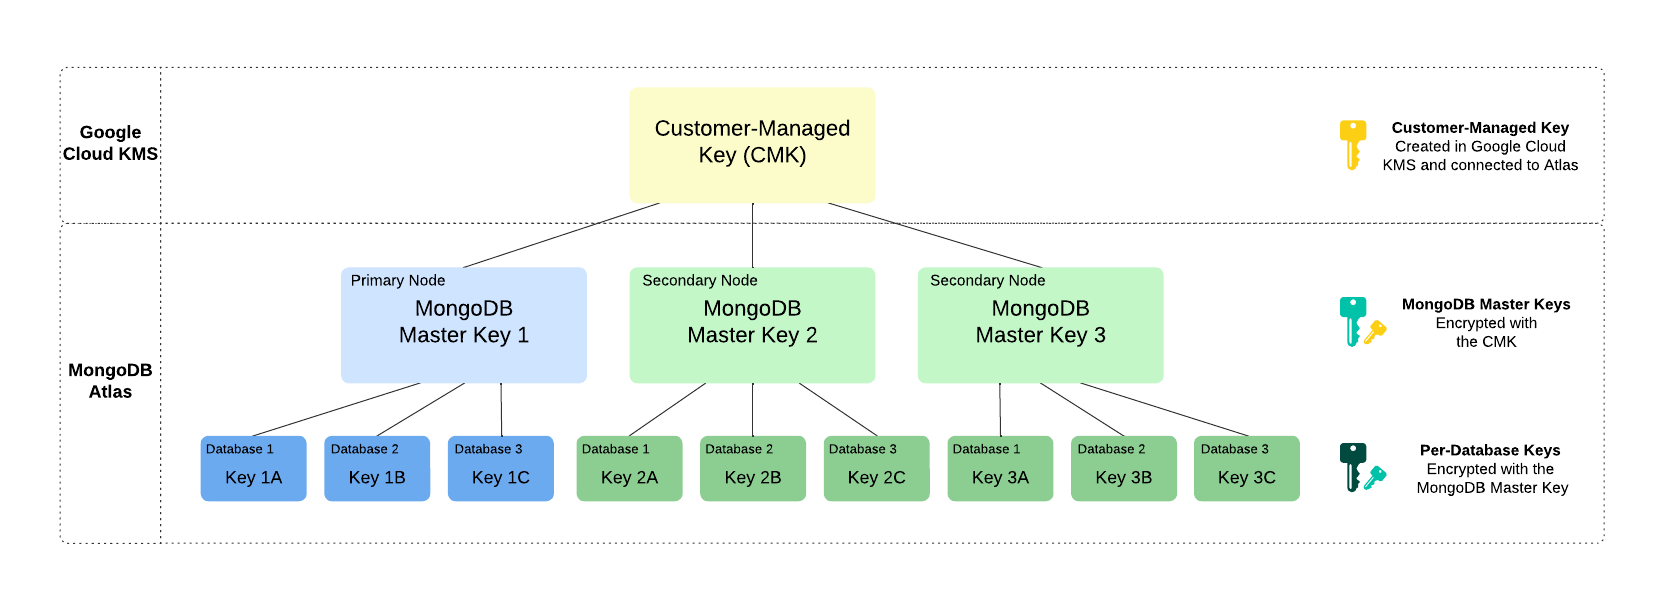 Google
Cloud KMS
Customer-Managed
Key (CMK)
Customer-Managed Key
Created in Google Cloud
KMS and connected to Atlas
MongoDB
Atlas
Primary Node
MongoDB
Master Key 1
Secondary Node
MongoDB
Master Key 2
Secondary Node
MongoDB
Master Key 3
MongoDB Master Keys
Encrypted with
the CMK
Database 1
Key 1A
Database 2
Key 1B
Database 3
Key 1C
Database 1
Key 2A
Database 2
Key 2B
Database 3
Key 2C
Database 1
Key 3A
Database 2
Key 3B
Database 3
Key 3C
Per-Database Keys
Encrypted with the
MongoDB Master Key